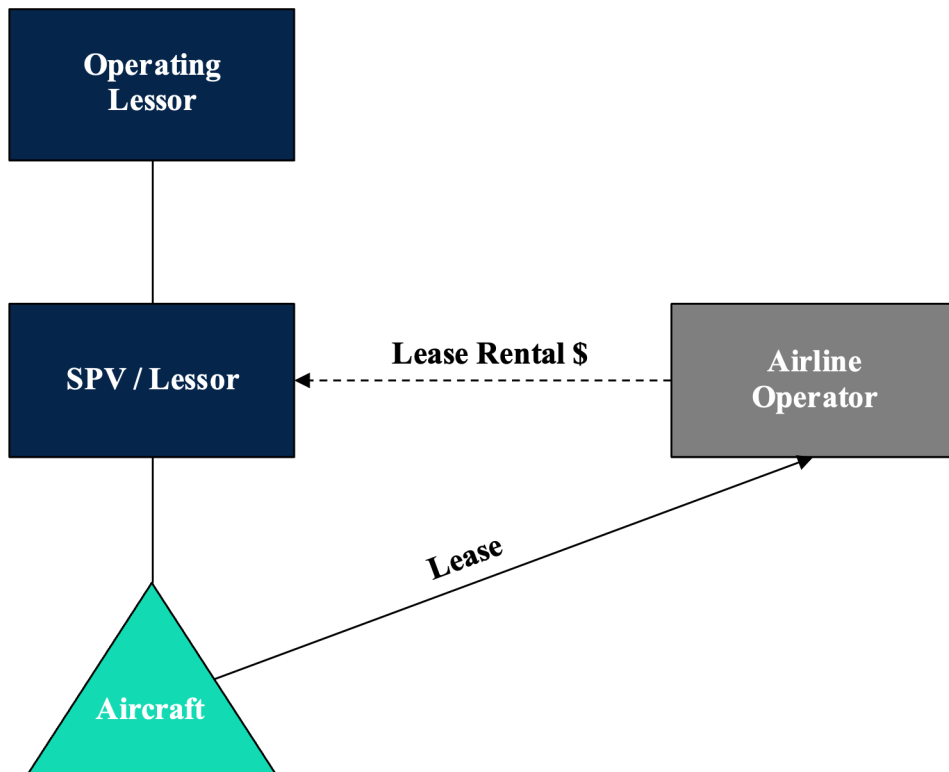 Operating
Lessor
SPV / Lessor
Lease Rental $
Airline
Operator
Lease
Aircraft